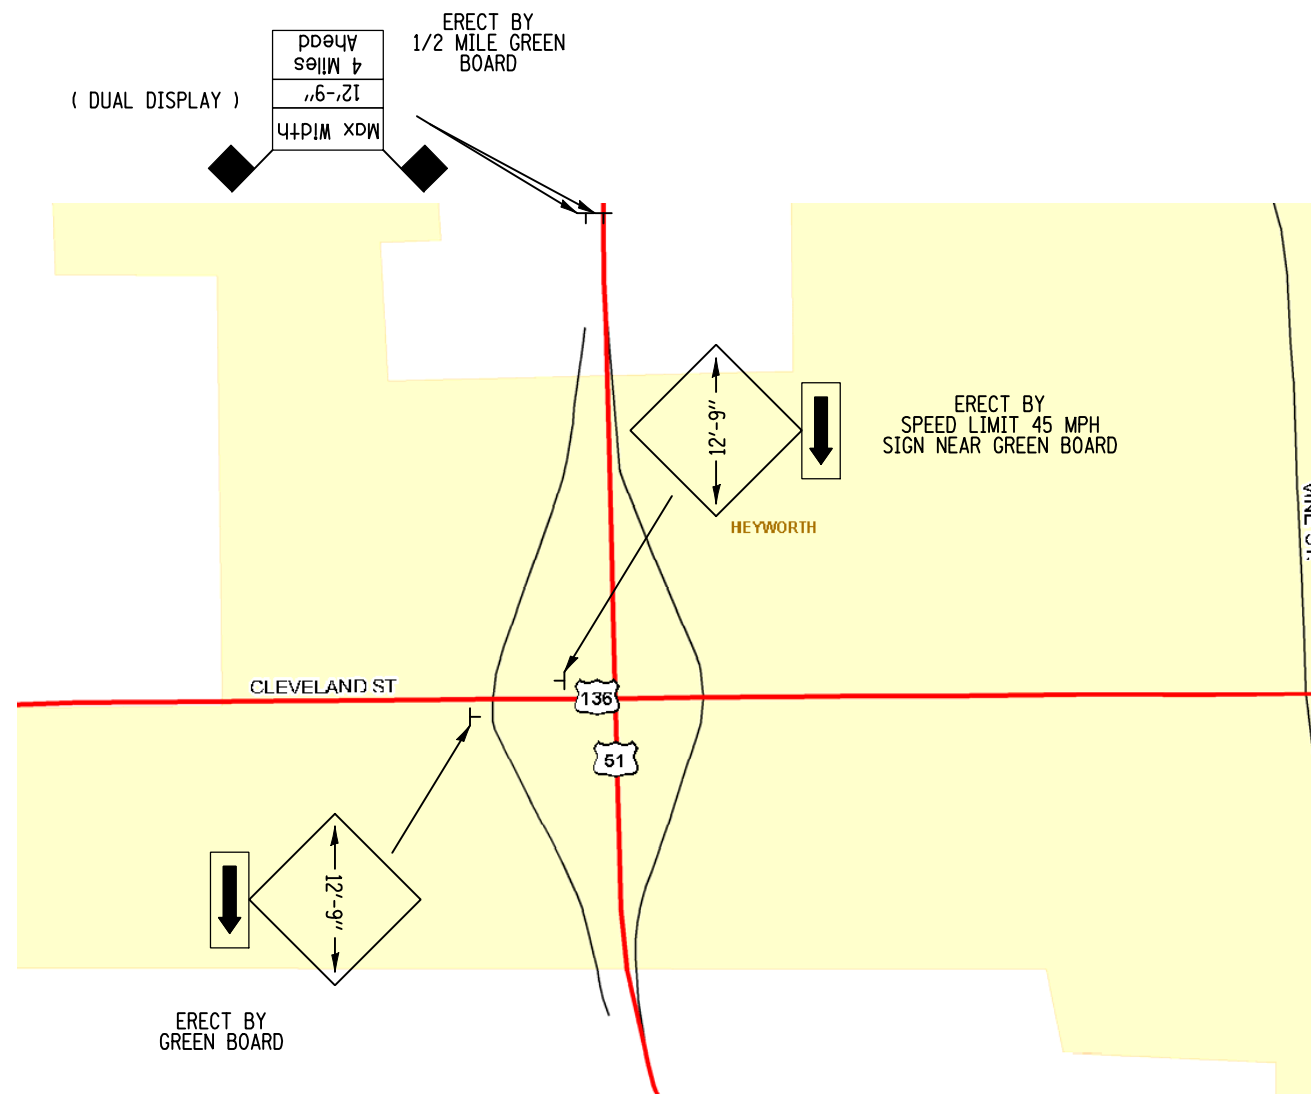 ERECT BY
1/2 MILE GREEN
BOARD
( DUAL DISPLAY )
Max Width
12'-9"
4 Miles
Ahead
12'-9"
ERECT BY
SPEED LIMIT 45 MPH
SIGN NEAR GREEN BOARD
HEYWORTH
VINE ST.
CLEVELAND ST
136
51
12'-9"
ERECT BY
GREEN BOARD